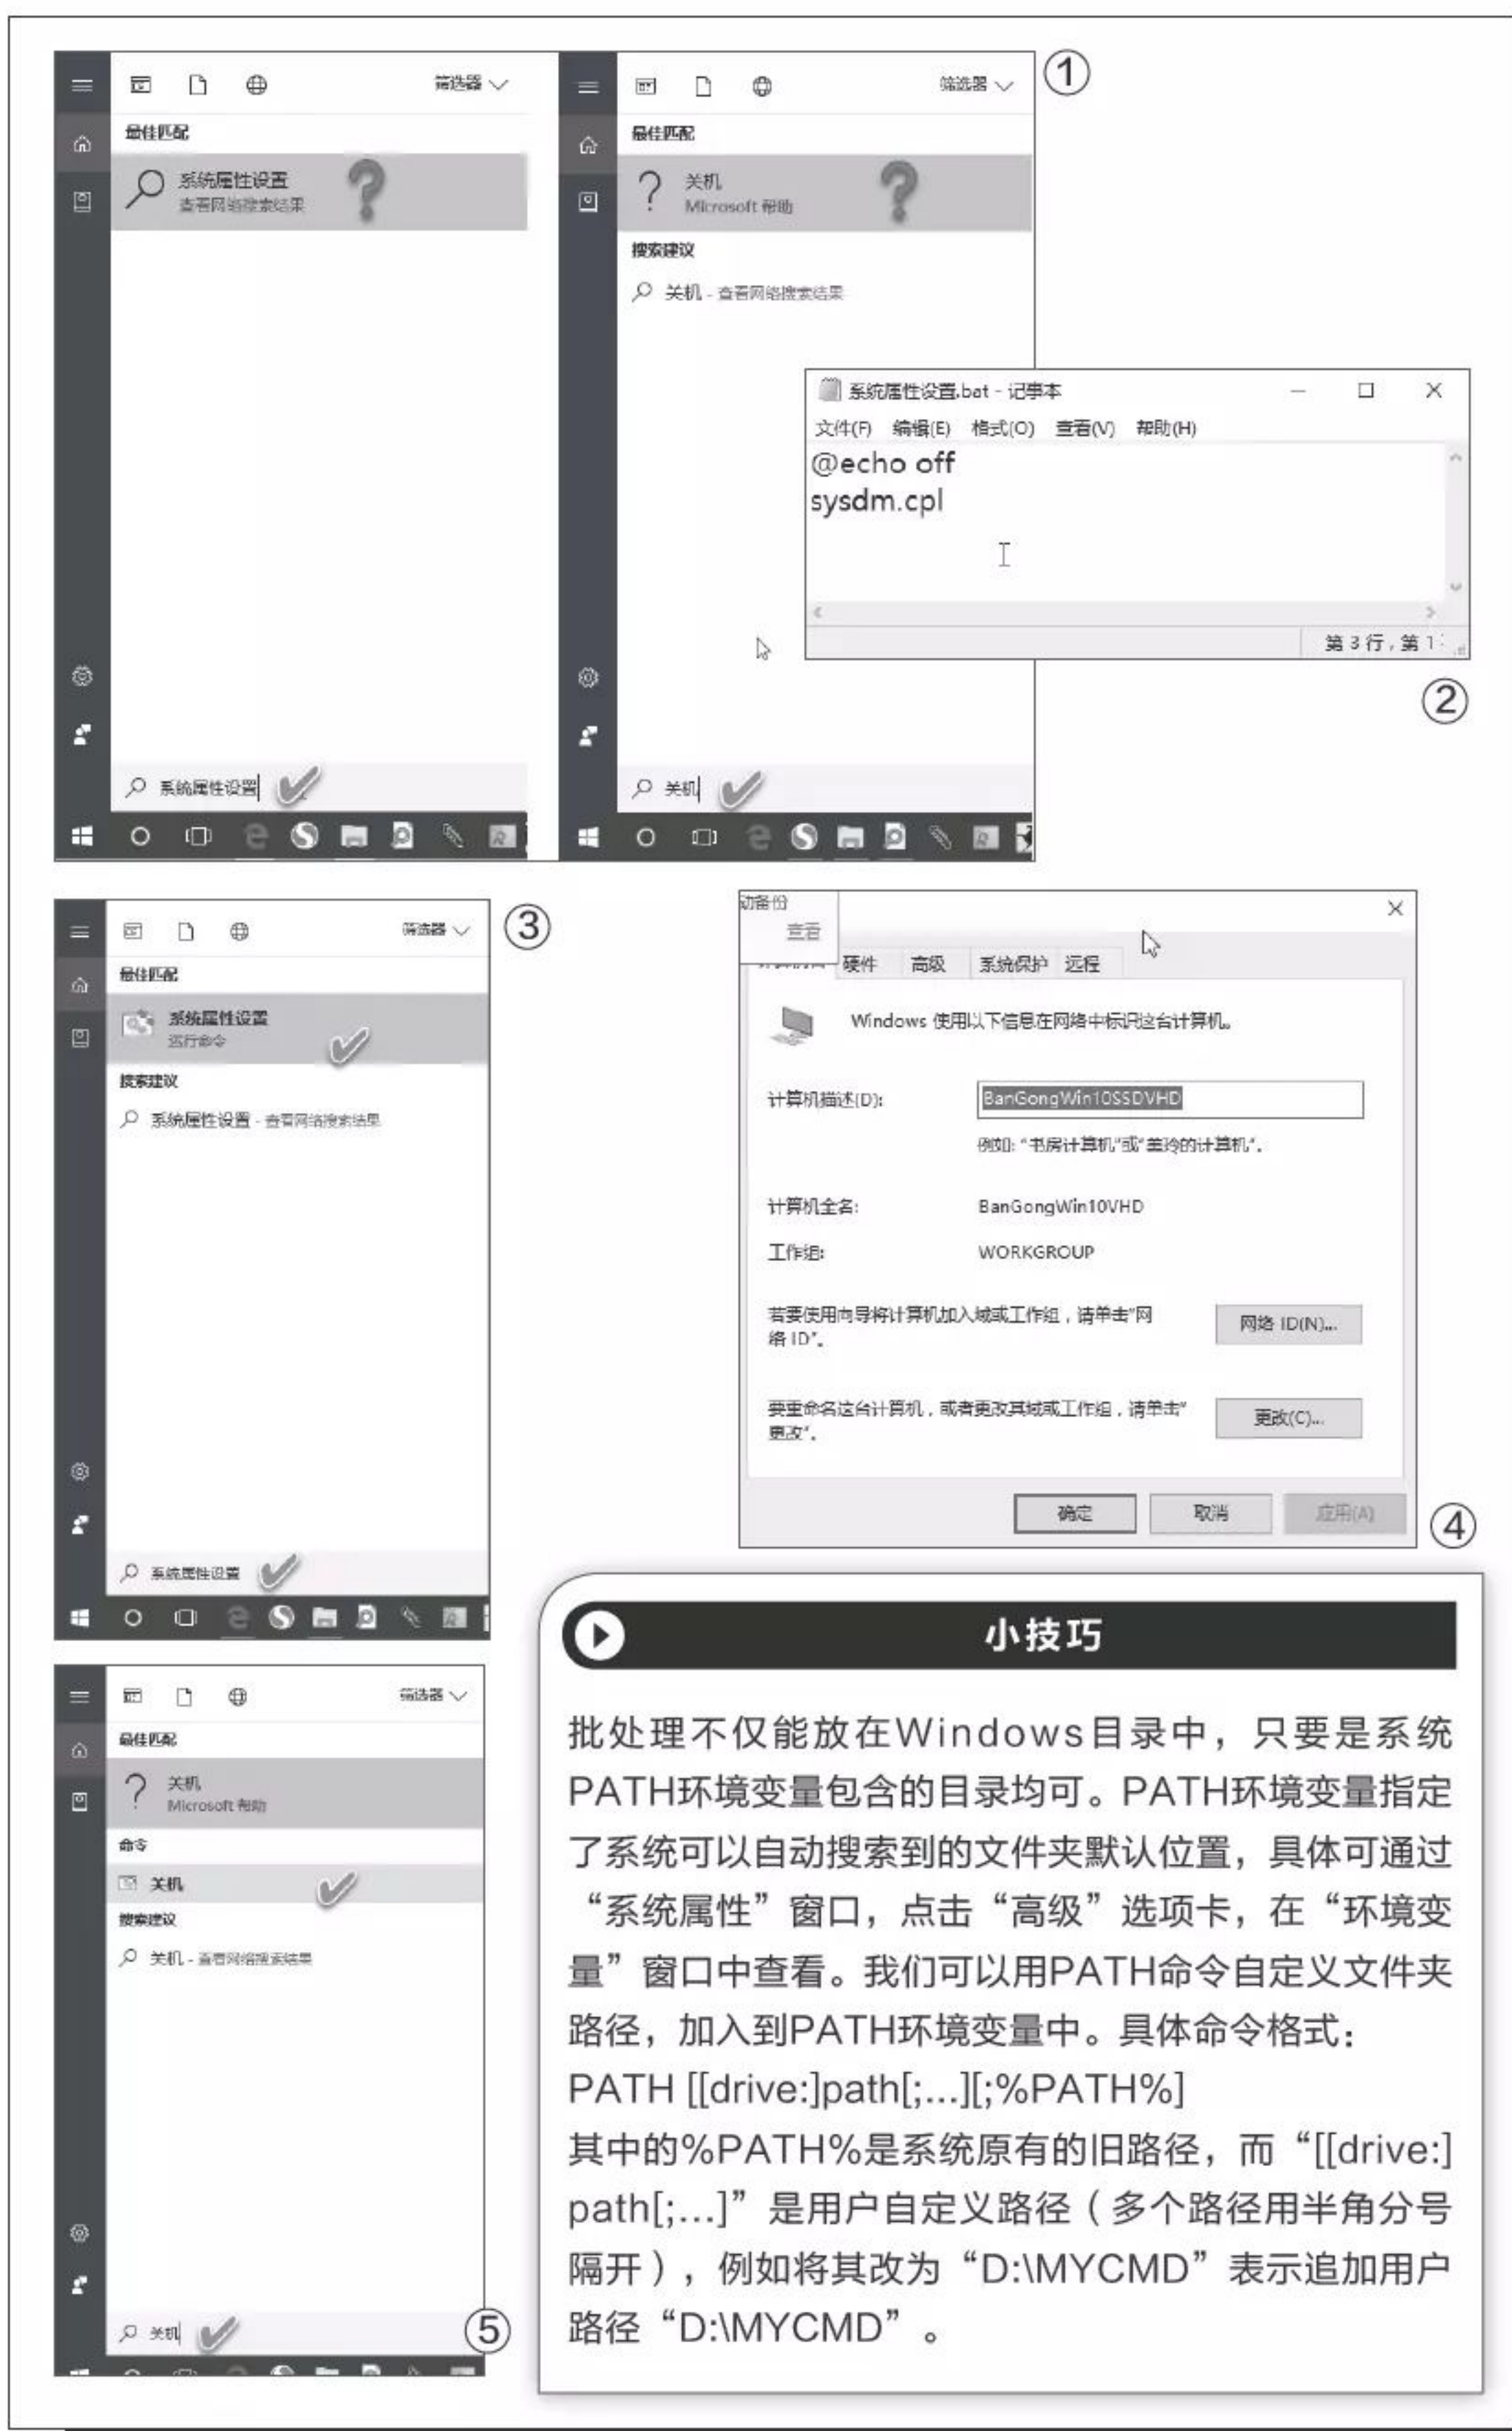 筛选器
最佳匹配
系统属性设置
查看网络搜索结果
系统属性设置
筛选器
①
最佳匹配
关机
Microsoft 帮助
搜索建议
关机 - 查看网络搜索结果
关机
系统属性设置.bat - 记事本
文件(F) 编辑(E) 格式(O) 查看(V) 帮助(H)
@echo off
sysdm.cpl
第 3 行，第 1
②
筛选器
③
最佳匹配
系统属性设置
运行命令
搜索建议
系统属性设置 - 查看网络搜索结果
系统属性设置
动备份
查看
硬件 高级 系统保护 远程
Windows 使用以下信息在网络中标识这台计算机。
计算机描述(D):
BanGongWin10SSDVHD
例如: "书房计算机"或"美玲的计算机"。
计算机全名:
BanGongWin10VHD
工作组:
WORKGROUP
若要使用向导将计算机加入域或工作组，请单击"网
络 ID"。
网络 ID(N)...
要重命名这台计算机，或者更改其域或工作组，请单击"
更改"。
更改(C)...
确定 取消 应用(A)
④
筛选器
最佳匹配
关机
Microsoft 帮助
命令
关机
搜索建议
关机 - 查看网络搜索结果
关机
⑤
小技巧
批处理不仅能放在Windows目录中，只要是系统
PATH环境变量包含的目录均可。PATH环境变量指定
了系统可以自动搜索到的文件夹默认位置，具体可通过
“系统属性”窗口，点击“高级”选项卡，在“环境变
量”窗口中查看。我们可以用PATH命令自定义文件夹
路径，加入到PATH环境变量中。具体命令格式：
PATH [[drive:]path[;...][;%PATH%]
其中的%PATH%是系统原有的旧路径，而“[[drive:]
path[;...]”是用户自定义路径（多个路径用半角分号
隔开），例如将其改为“D:\MYCMD”表示追加用户
路径“D:\MYCMD”。